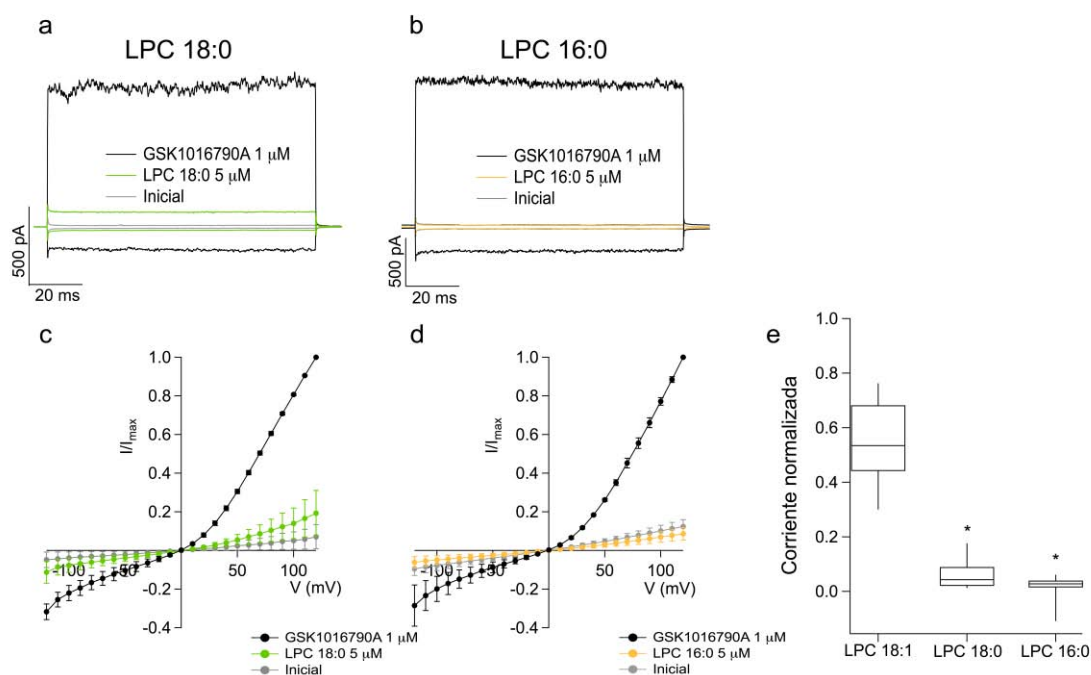 a
LPC 18:0
GSK1016790A 1 μM
LPC 18:0 5 μM
Inicial
500 pA
20 ms
b
LPC 16:0
GSK1016790A 1 μM
LPC 16:0 5 μM
Inicial
500 pA
20 ms
c
1.0
0.8
0.6
0.4
0.2
-0.2
-0.4
I/Imax
-100
-50
50
100
V (mV)
GSK1016790A 1 μM
LPC 18:0 5 μM
Inicial
d
1.0
0.8
0.6
0.4
0.2
-0.2
-0.4
I/Imax
-100
-50
50
100
V (mV)
GSK1016790A 1 μM
LPC 16:0 5 μM
Inicial
e
1.0
0.8
0.6
0.4
0.2
0.0
Corriente normalizada
*
*
LPC 18:1
LPC 18:0
LPC 16:0